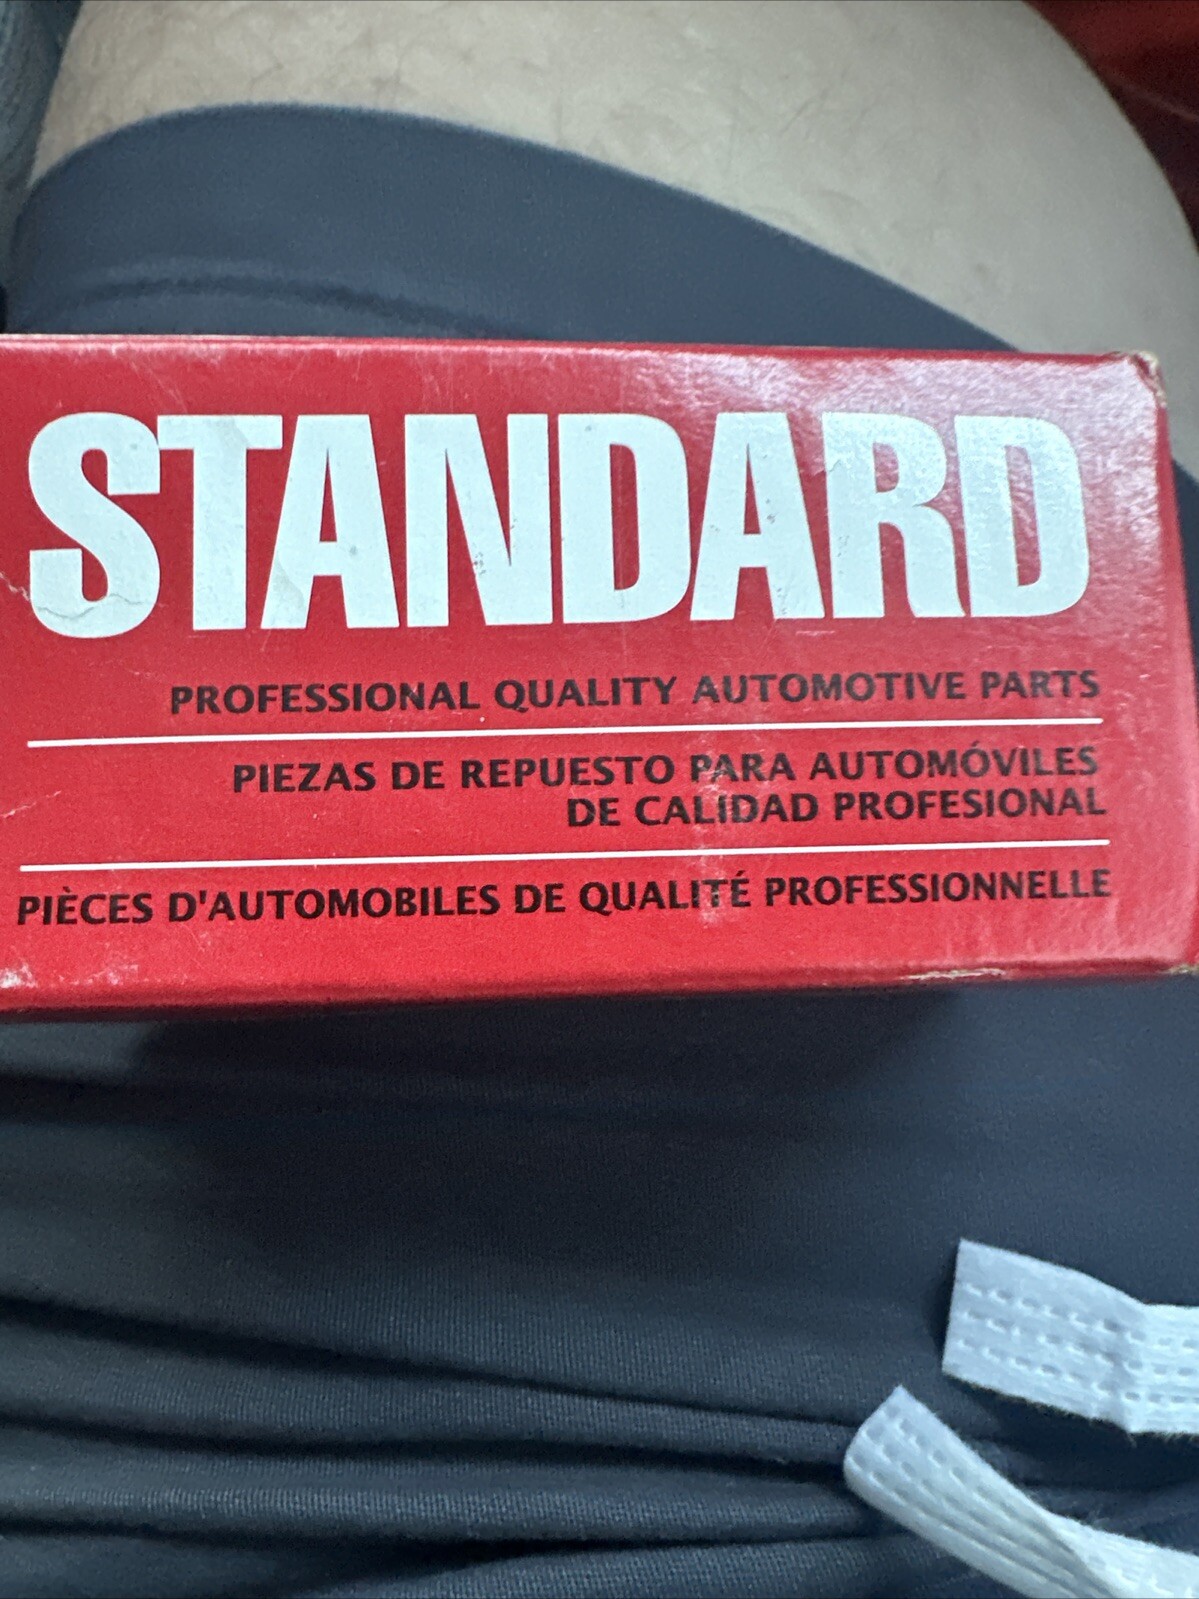 STANDARD
PROFESSIONAL QUALITY AUTOMOTIVE PARTS
PIEZAS DE REPUESTO PARA AUTOMÓVILES
DE CALIDAD PROFESIONAL
PIÈCES D'AUTOMOBILES DE QUALITÉ PROFESSIONNELLE